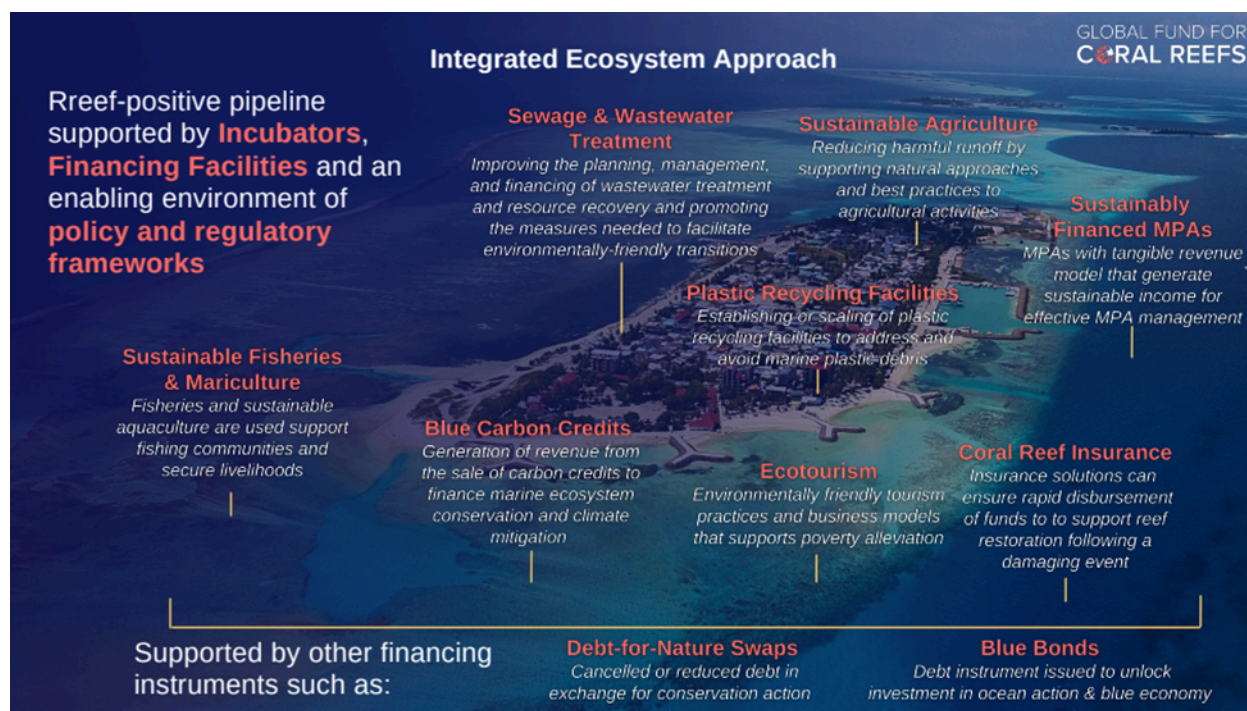 GLOBAL FUND FOR
CORAL REEFS
Integrated Ecosystem Approach
Rreef-positive pipeline
supported by Incubators,
Financing Facilities and an
enabling environment of
policy and regulatory
frameworks
Sewage & Wastewater
Treatment
Improving the planning, management,
and financing of wastewater treatment
and resource recovery and promoting
the measures needed to facilitate
environmentally-friendly transitions
Sustainable Agriculture
Reducing harmful runoff by
supporting natural approaches
and best practices to
agricultural activities
Sustainably
Financed MPAs
MPAs with tangible revenue
model that generate
sustainable income for
effective MPA management
Plastic Recycling Facilities
Establishing or scaling of plastic
recycling facilities to address and
avoid marine plastic debris
Sustainable Fisheries
& Mariculture
Fisheries and sustainable
aquaculture are used support
fishing communities and
secure livelihoods
Blue Carbon Credits
Generation of revenue from
the sale of carbon credits to
finance marine ecosystem
conservation and climate
mitigation
Ecotourism
Environmentally friendly tourism
practices and business models
that supports poverty alleviation
Coral Reef Insurance
Insurance solutions can
ensure rapid disbursement
of funds to to support reef
restoration following a
damaging event
Supported by other financing
instruments such as:
Debt-for-Nature Swaps
Cancelled or reduced debt in
exchange for conservation action
Blue Bonds
Debt instrument issued to unlock
investment in ocean action & blue economy